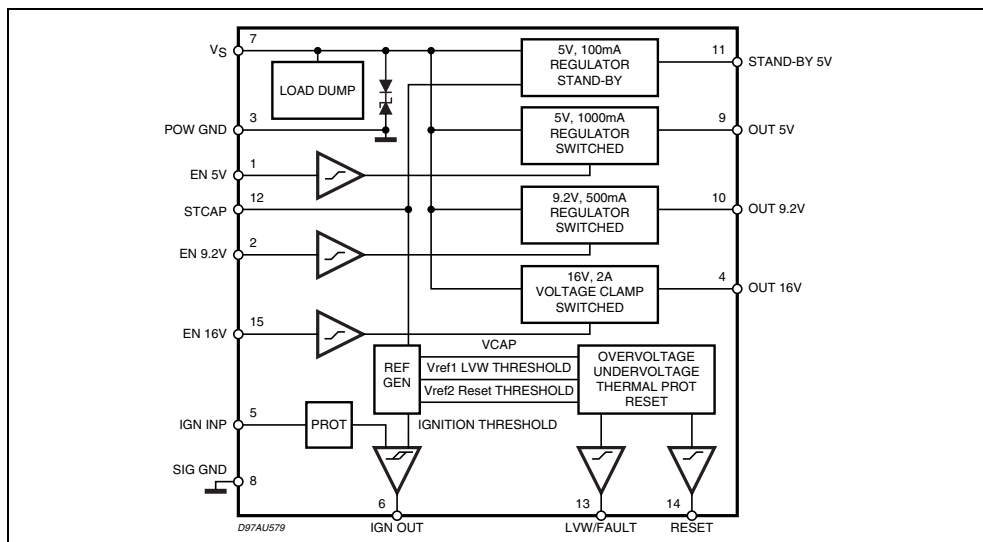 7
VS
5V, 100mA
REGULATOR
STAND-BY
11
STAND-BY 5V
LOAD DUMP
3
POW GND
5V, 1000mA
REGULATOR
SWITCHED
9
OUT 5V
1
EN 5V
12
STCAP
9.2V, 500mA
REGULATOR
SWITCHED
10
OUT 9.2V
2
EN 9.2V
16V, 2A
VOLTAGE CLAMP
SWITCHED
4
OUT 16V
15
EN 16V
VCAP
REF
GEN
Vref1 LVW THRESHOLD
Vref2 Reset THRESHOLD
OVERVOLTAGE
UNDERVOLTAGE
THERMAL PROT
RESET
5
IGN INP
PROT
IGNITION THRESHOLD
SIG GND
8
6
13
14
D97AU579
IGN OUT
LVW/FAULT
RESET